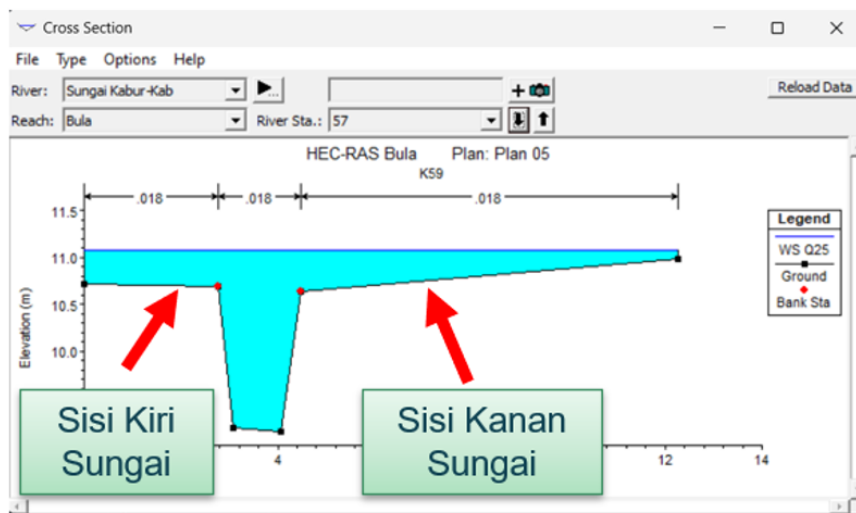 Cross Section
File Type Options Help
River: Sungai Kabur-Kab
Reload Data
Reach: Bula River Sta.: 57
HEC-RAS Bula Plan: Plan 05
K59
.018 .018 .018
Legend
WS Q25
Ground
Bank Sta
11.5
11.0
10.5
10.0
Elevation (m)
Sisi Kiri
Sungai
Sisi Kanan
Sungai
4 12 14